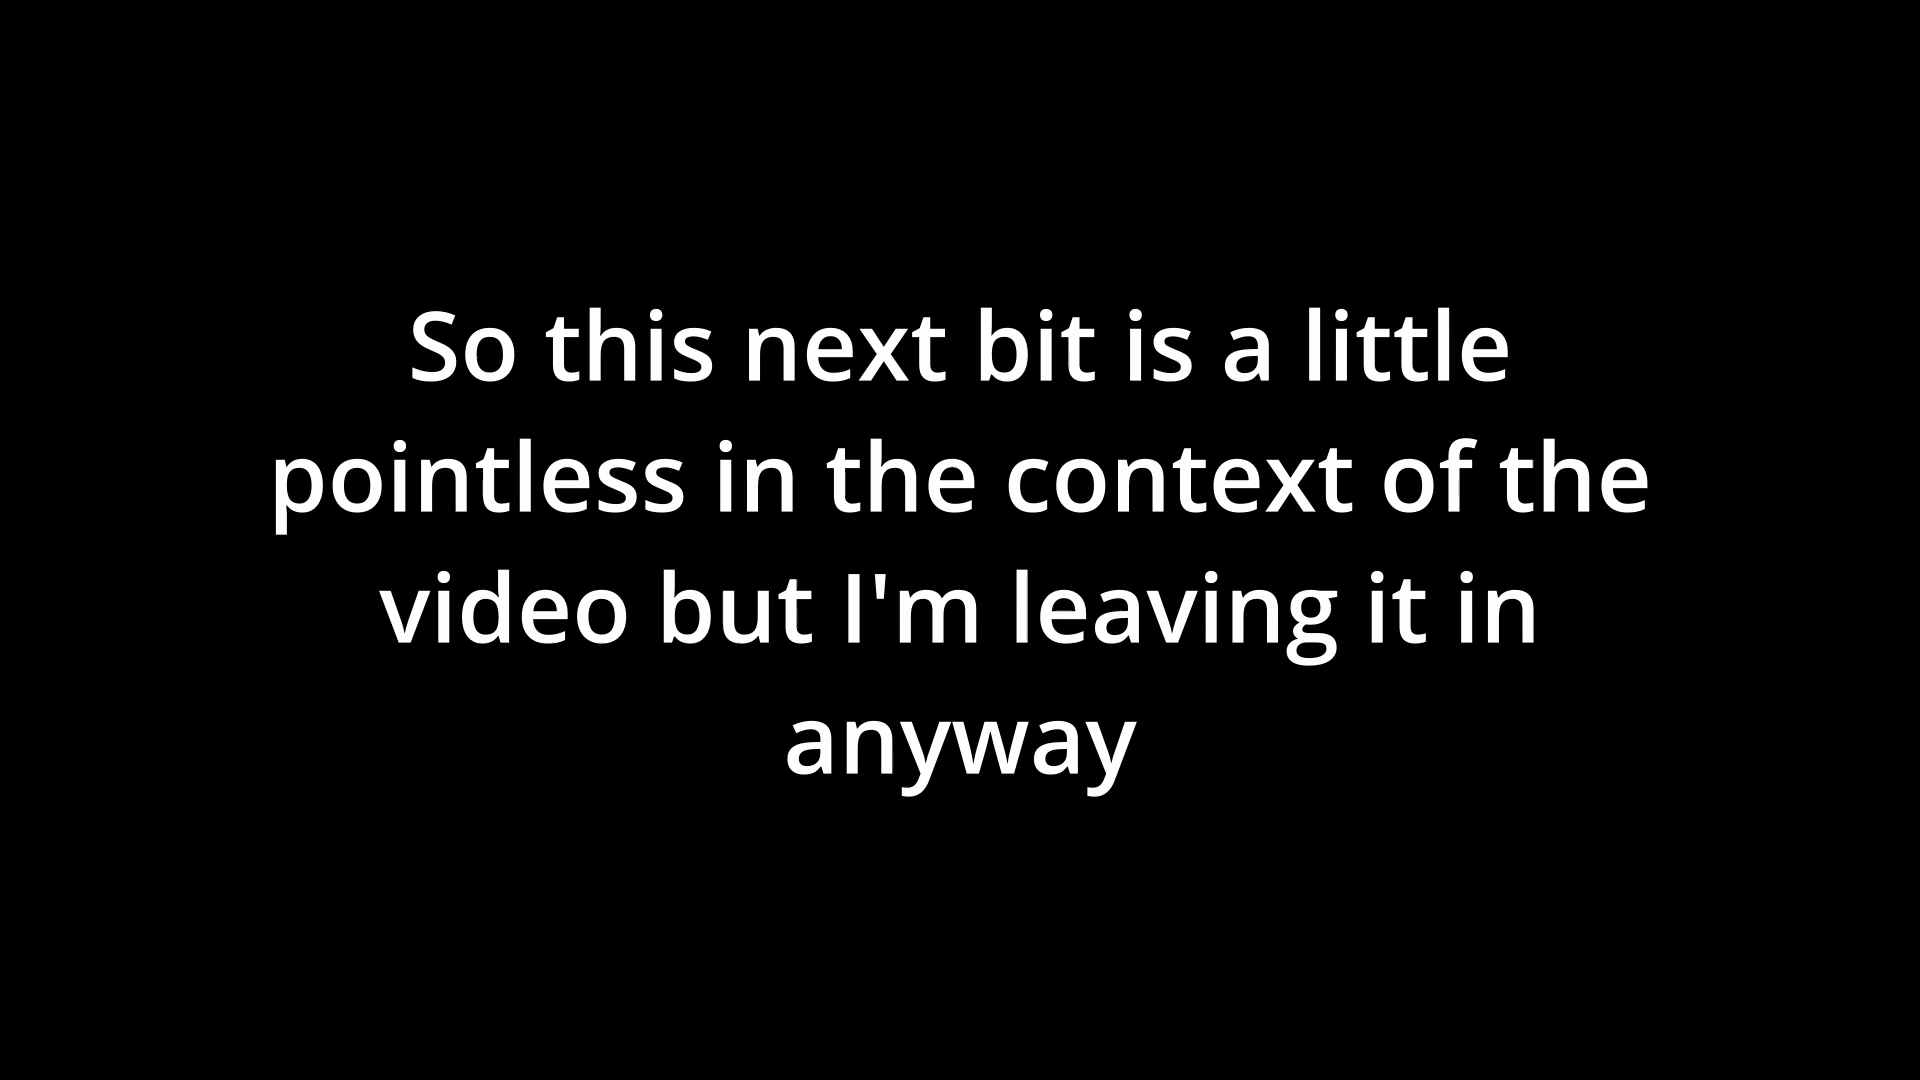 So this next bit is a little
pointless in the context of the
video but I'm leaving it in
anyway